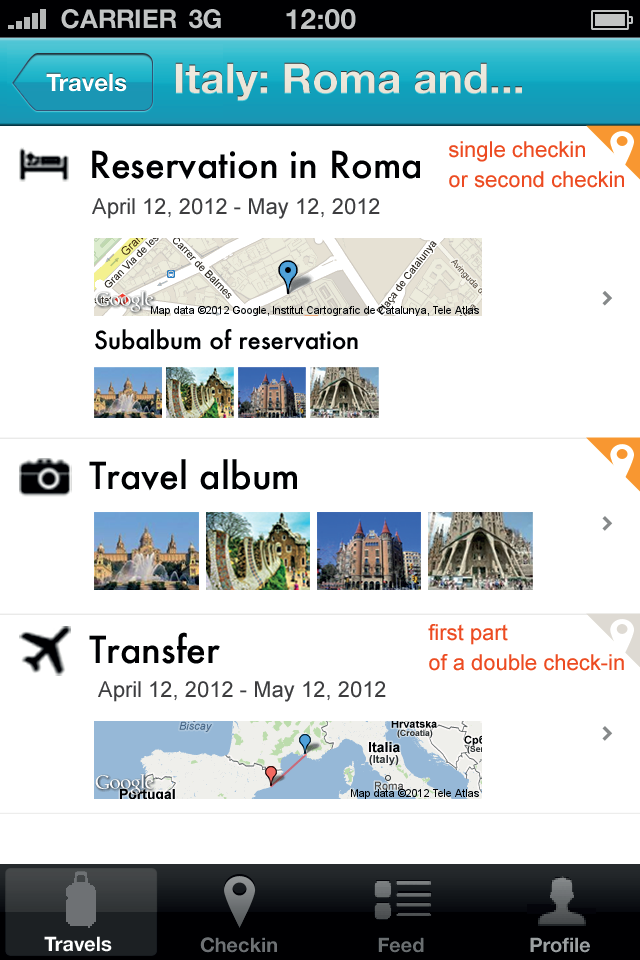 CARRIER 3G 12:00
Travels
Italy: Roma and...
single checkin
or second checkin
Reservation in Roma
April 12, 2012 - May 12, 2012
Gran Via de les
Carrer de Balmes
Plaça de Catalunya
Avinguda
Google
Map data ©2012 Google, Institut Cartografic de Catalunya, Tele Atlas
Subalbum of reservation
Travel album
first part
of a double check-in
Transfer
April 12, 2012 - May 12, 2012
Biscay
Hrvatska
(Croatia)
Italia
(Italy)
Roma
Portugal
Google
Map data ©2012 Tele Atlas
Travels
Checkin
Feed
Profile